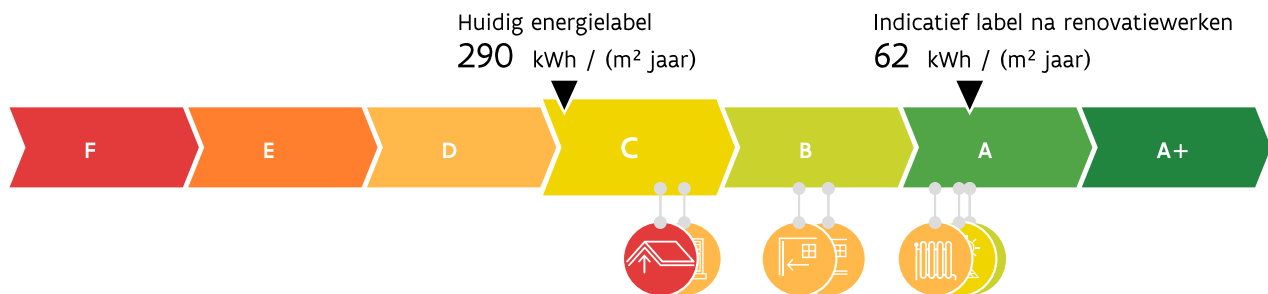 Huidig energielabel
290 kWh / (m² jaar)
Indicatief label na renovatiewerken
62 kWh / (m² jaar)
F E D C B A A+